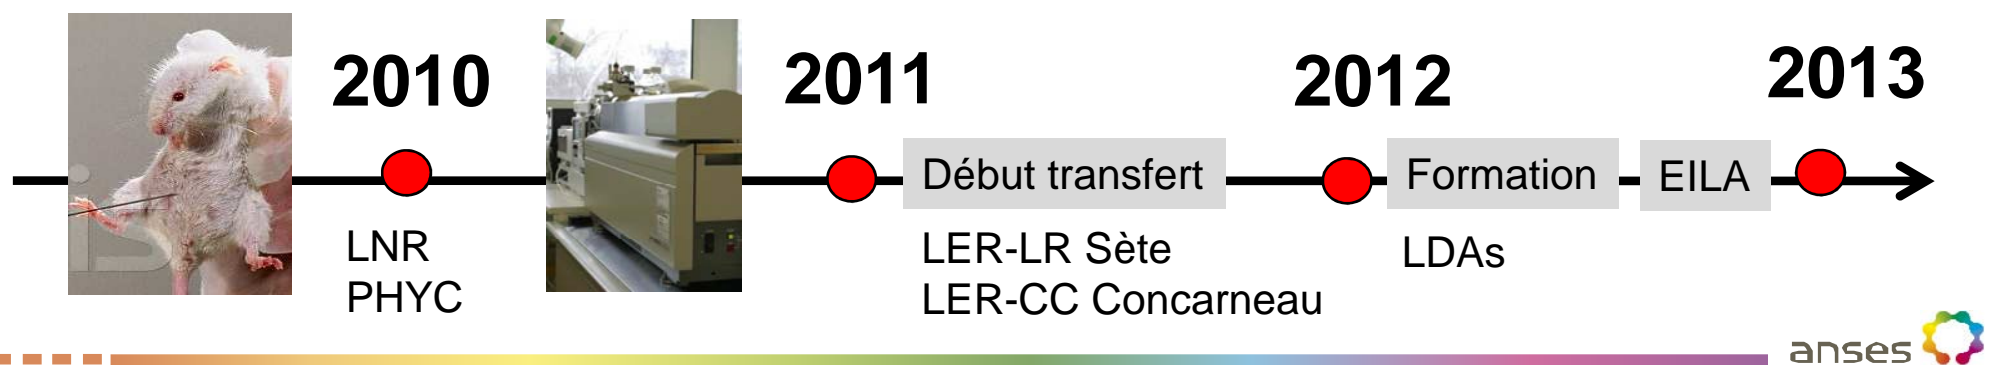 2010
2011
2012
2013
Début transfert
Formation
EILA
LNR
PHYC
LER-LR Sète
LER-CC Concarneau
LDAs
anses